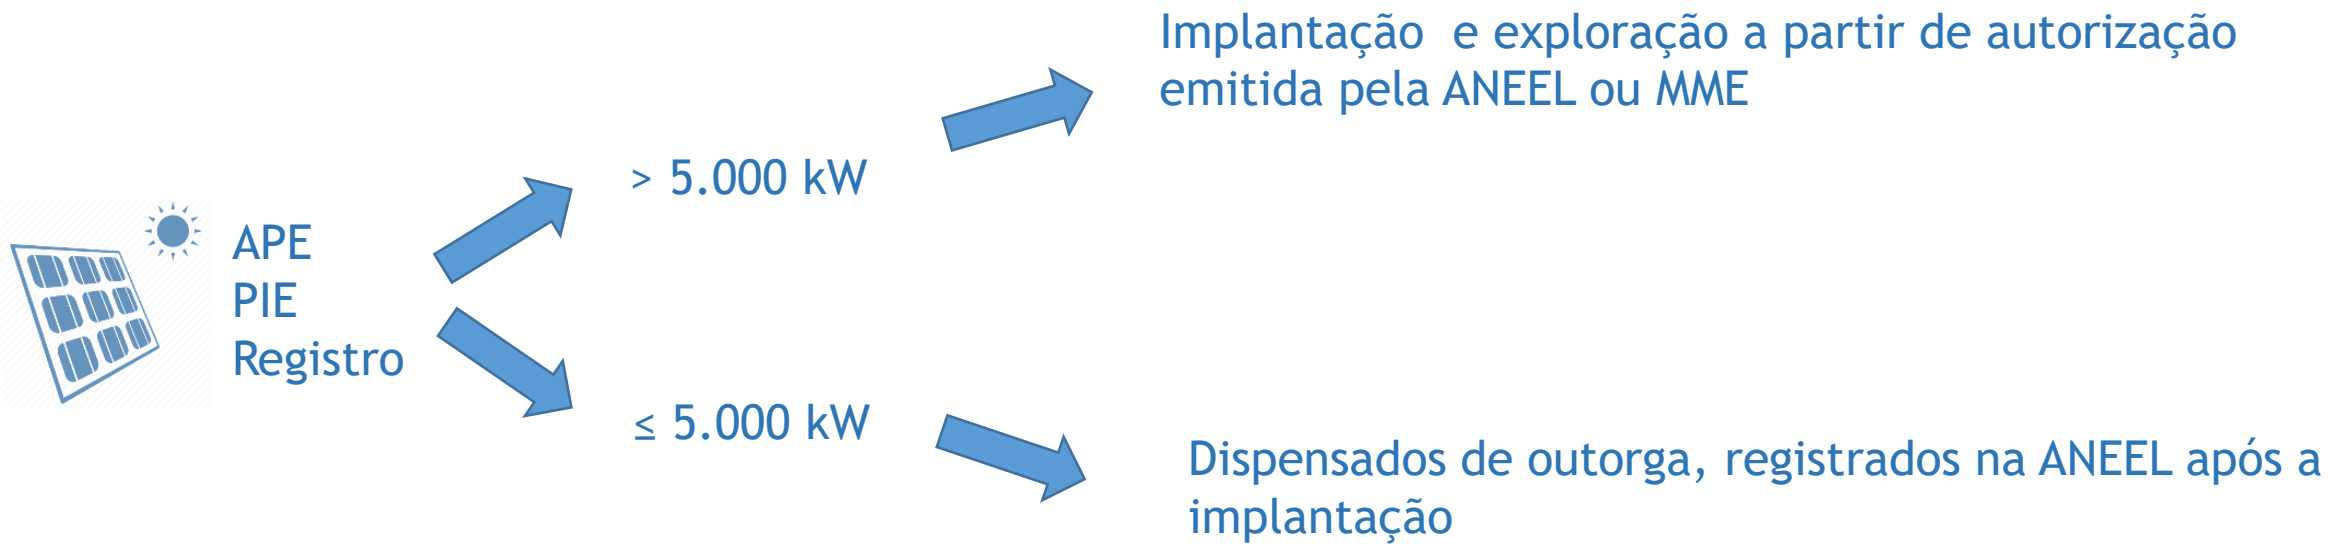 Implantação e exploração a partir de autorização
emitida pela ANEEL ou MME
> 5.000 kW
APE
PIE
Registro
≤ 5.000 kW
Dispensados de outorga, registrados na ANEEL após a
implantação